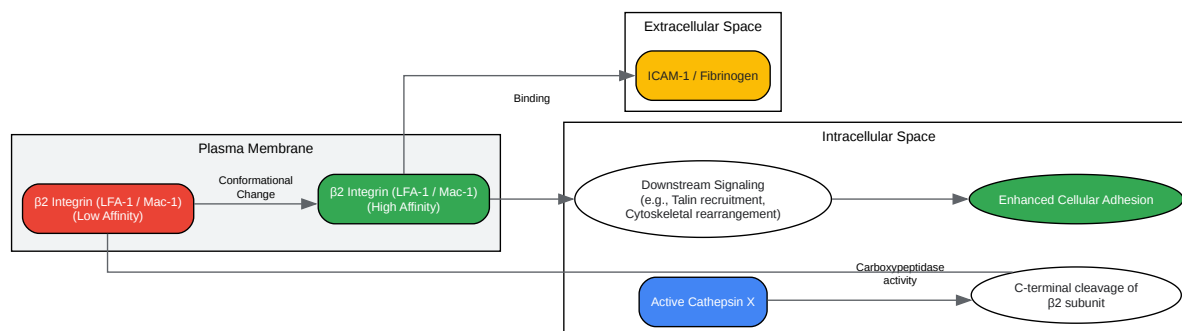 Extracellular Space
ICAM-1 / Fibrinogen
Binding
Plasma Membrane
Intracellular Space
β2 Integrin (LFA-1 / Mac-1)
(Low Affinity)
Conformational
Change
β2 Integrin (LFA-1 / Mac-1)
(High Affinity)
Downstream Signaling
(e.g., Talin recruitment,
Cytoskeletal rearrangement)
Enhanced Cellular Adhesion
Active Cathepsin X
Carboxypeptidase
activity
C-terminal cleavage of
β2 subunit